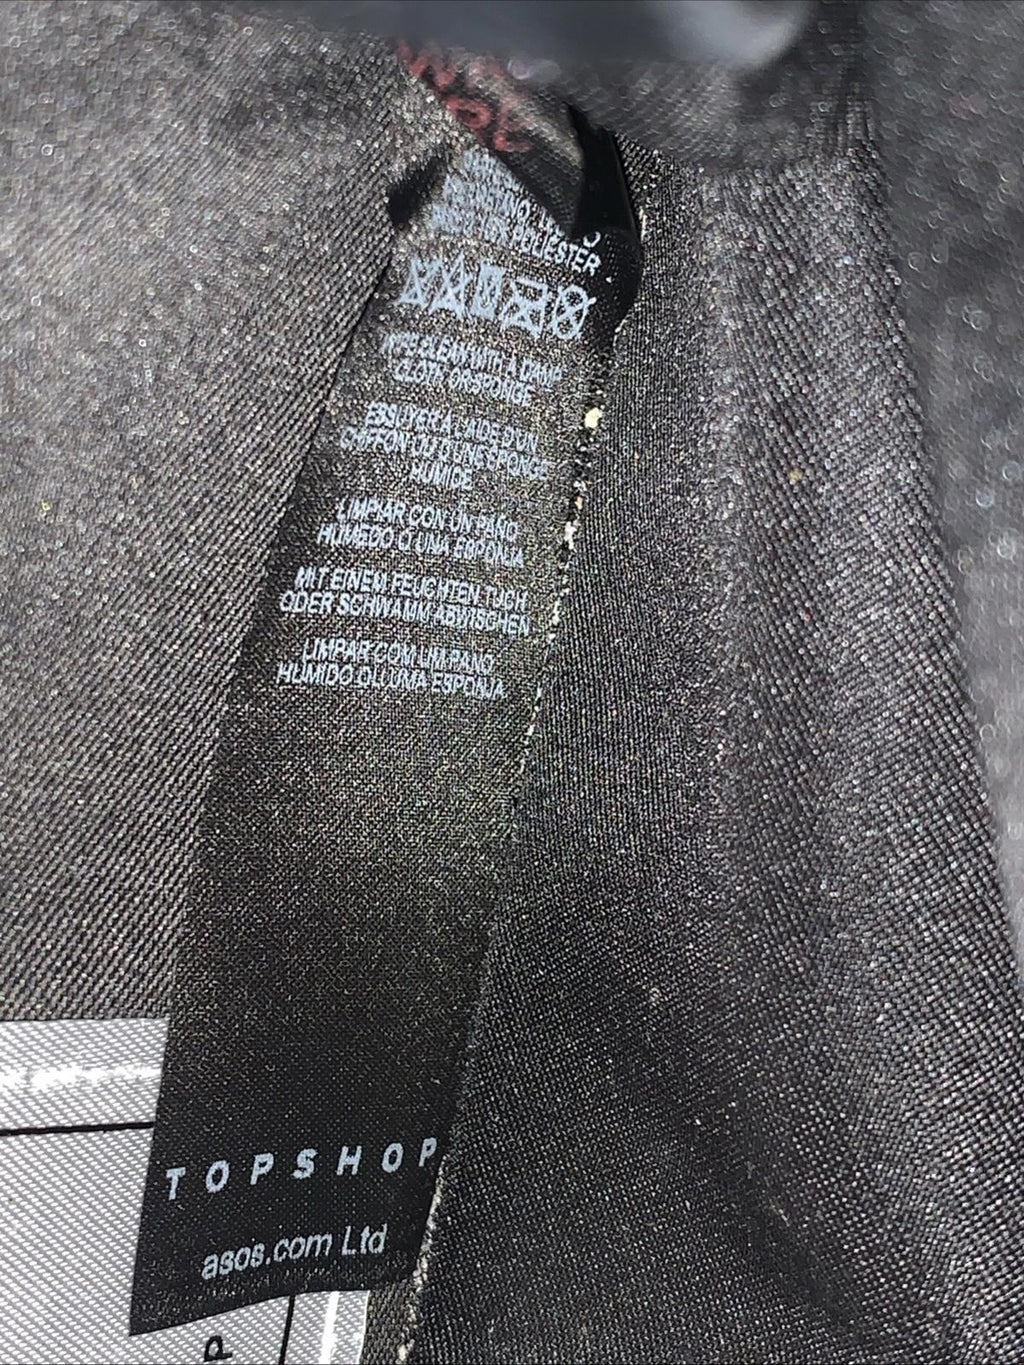 POLIESTER
WIPE CLEAN WITH A DAMP
CLOTH OR SPONGE
ESSUYER À L'AIDE D'UN
CHIFFON OU D'UNE ÉPONGE
HUMIDE
LIMPIAR CON UN PAÑO
HÚMEDO O UNA ESPONJA
MIT EINEM FEUCHTEN TUCH
ODER SCHWAMM ABWISCHEN
LIMPAR COM UM PANO
HÚMIDO OU UMA ESPONJA
TOPSHOP
asos.com Ltd
P